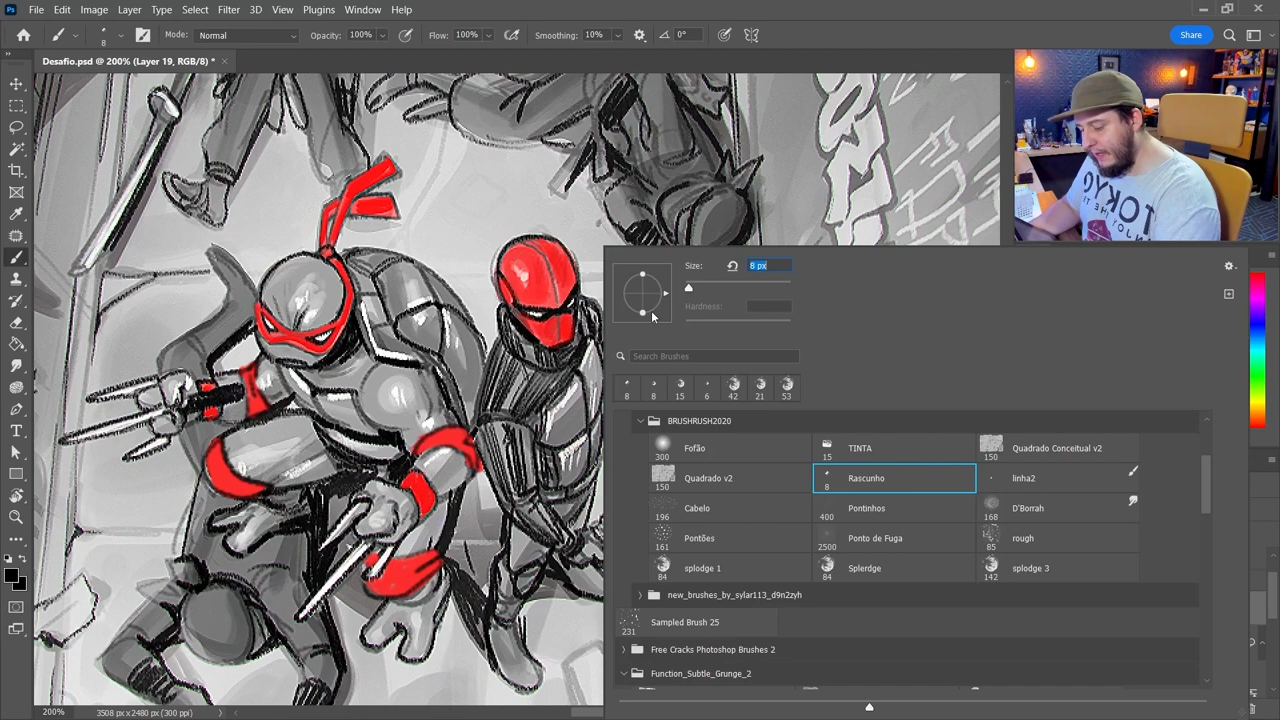 Ps File Edit Image Layer Type Select Filter 3D View Plugins Window Help
8 Mode: Normal Opacity: 100% Flow: 100% Smoothing: 10% 0° Share
Desafio.psd @ 200% (Layer 19, RGB/8) *
TOKYO
Size: 8 px
Hardness:
Search Brushes
8 8 15 6 42 21 53
BRUSHRUSH2020
300 Fofão 15 TINTA 150 Quadrado Conceitual v2
150 Quadrado v2 8 Rascunho linha2
196 Cabelo 400 Pontinhos 168 D'Borrah
161 Pontões 2500 Ponto de Fuga 85 rough
84 splodge 1 84 Splerdge 142 splodge 3
new_brushes_by_sylar113_d9n2zyh
231 Sampled Brush 25
Free Cracks Photoshop Brushes 2
Function_Subtle_Grunge_2
200% 3508 px x 2480 px (300 ppi)